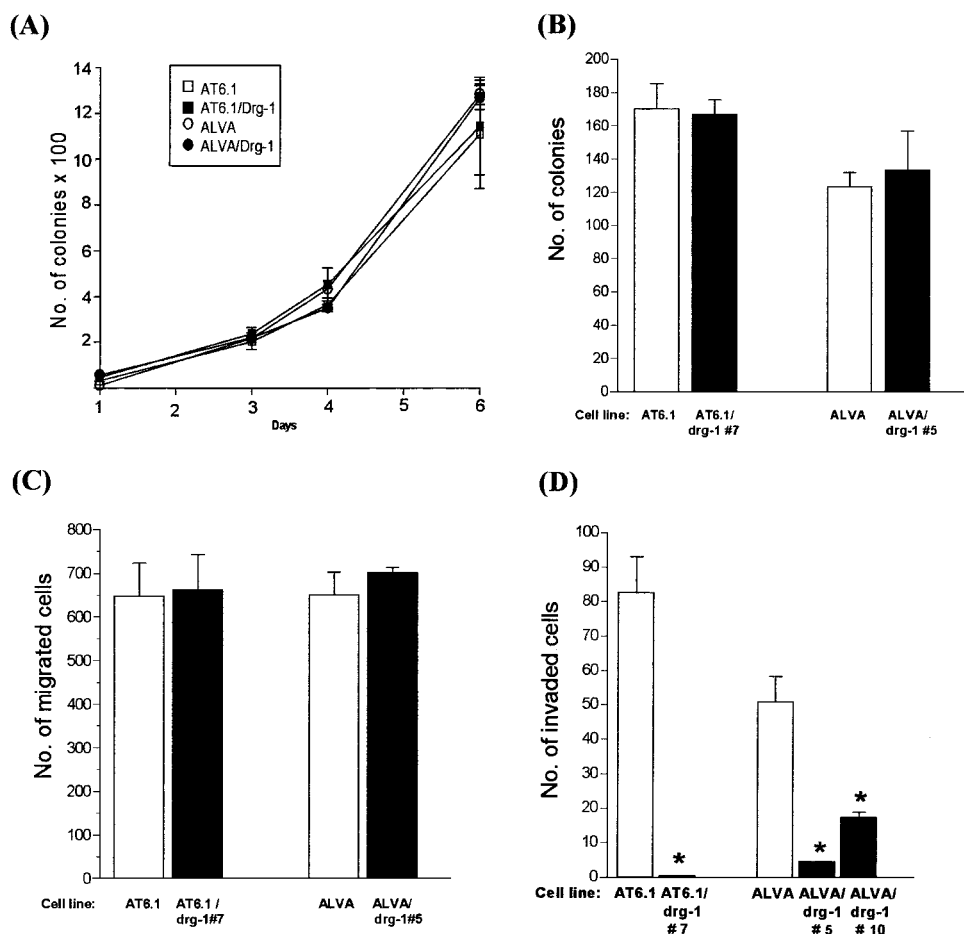 (A)
No. of colonies x 100
14
12
10
8
6
4
2
1 2 3 4 5 6
Days
AT6.1
AT6.1/Drg-1
ALVA
ALVA/Drg-1
(B)
No. of colonies
200
180
160
140
120
100
80
60
40
20
0
Cell line: AT6.1 AT6.1/ ALVA ALVA/
drg-1 #7 drg-1 #5
(C)
No. of migrated cells
800
700
600
500
400
300
200
100
0
Cell line: AT6.1 AT6.1 / ALVA ALVA/
drg-1#7 drg-1#5
(D)
No. of invaded cells
100
90
80
70
60
50
40
30
20
10
0
* * *
Cell line: AT6.1 AT6.1/ ALVA ALVA/ ALVA/
drg-1 drg-1 drg-1
# 7 # 5 # 10